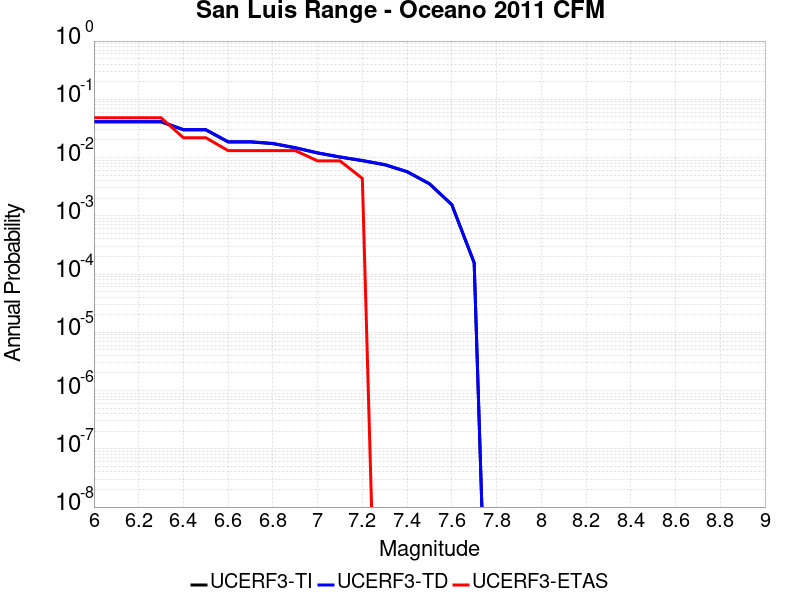 San Luis Range - Oceano 2011 CFM
10^0
10^-1
10^-2
10^-3
10^-4
10^-5
10^-6
10^-7
10^-8
Annual Probability
6 6.2 6.4 6.6 6.8 7 7.2 7.4 7.6 7.8 8 8.2 8.4 8.6 8.8 9
Magnitude
UCERF3-TI UCERF3-TD UCERF3-ETAS